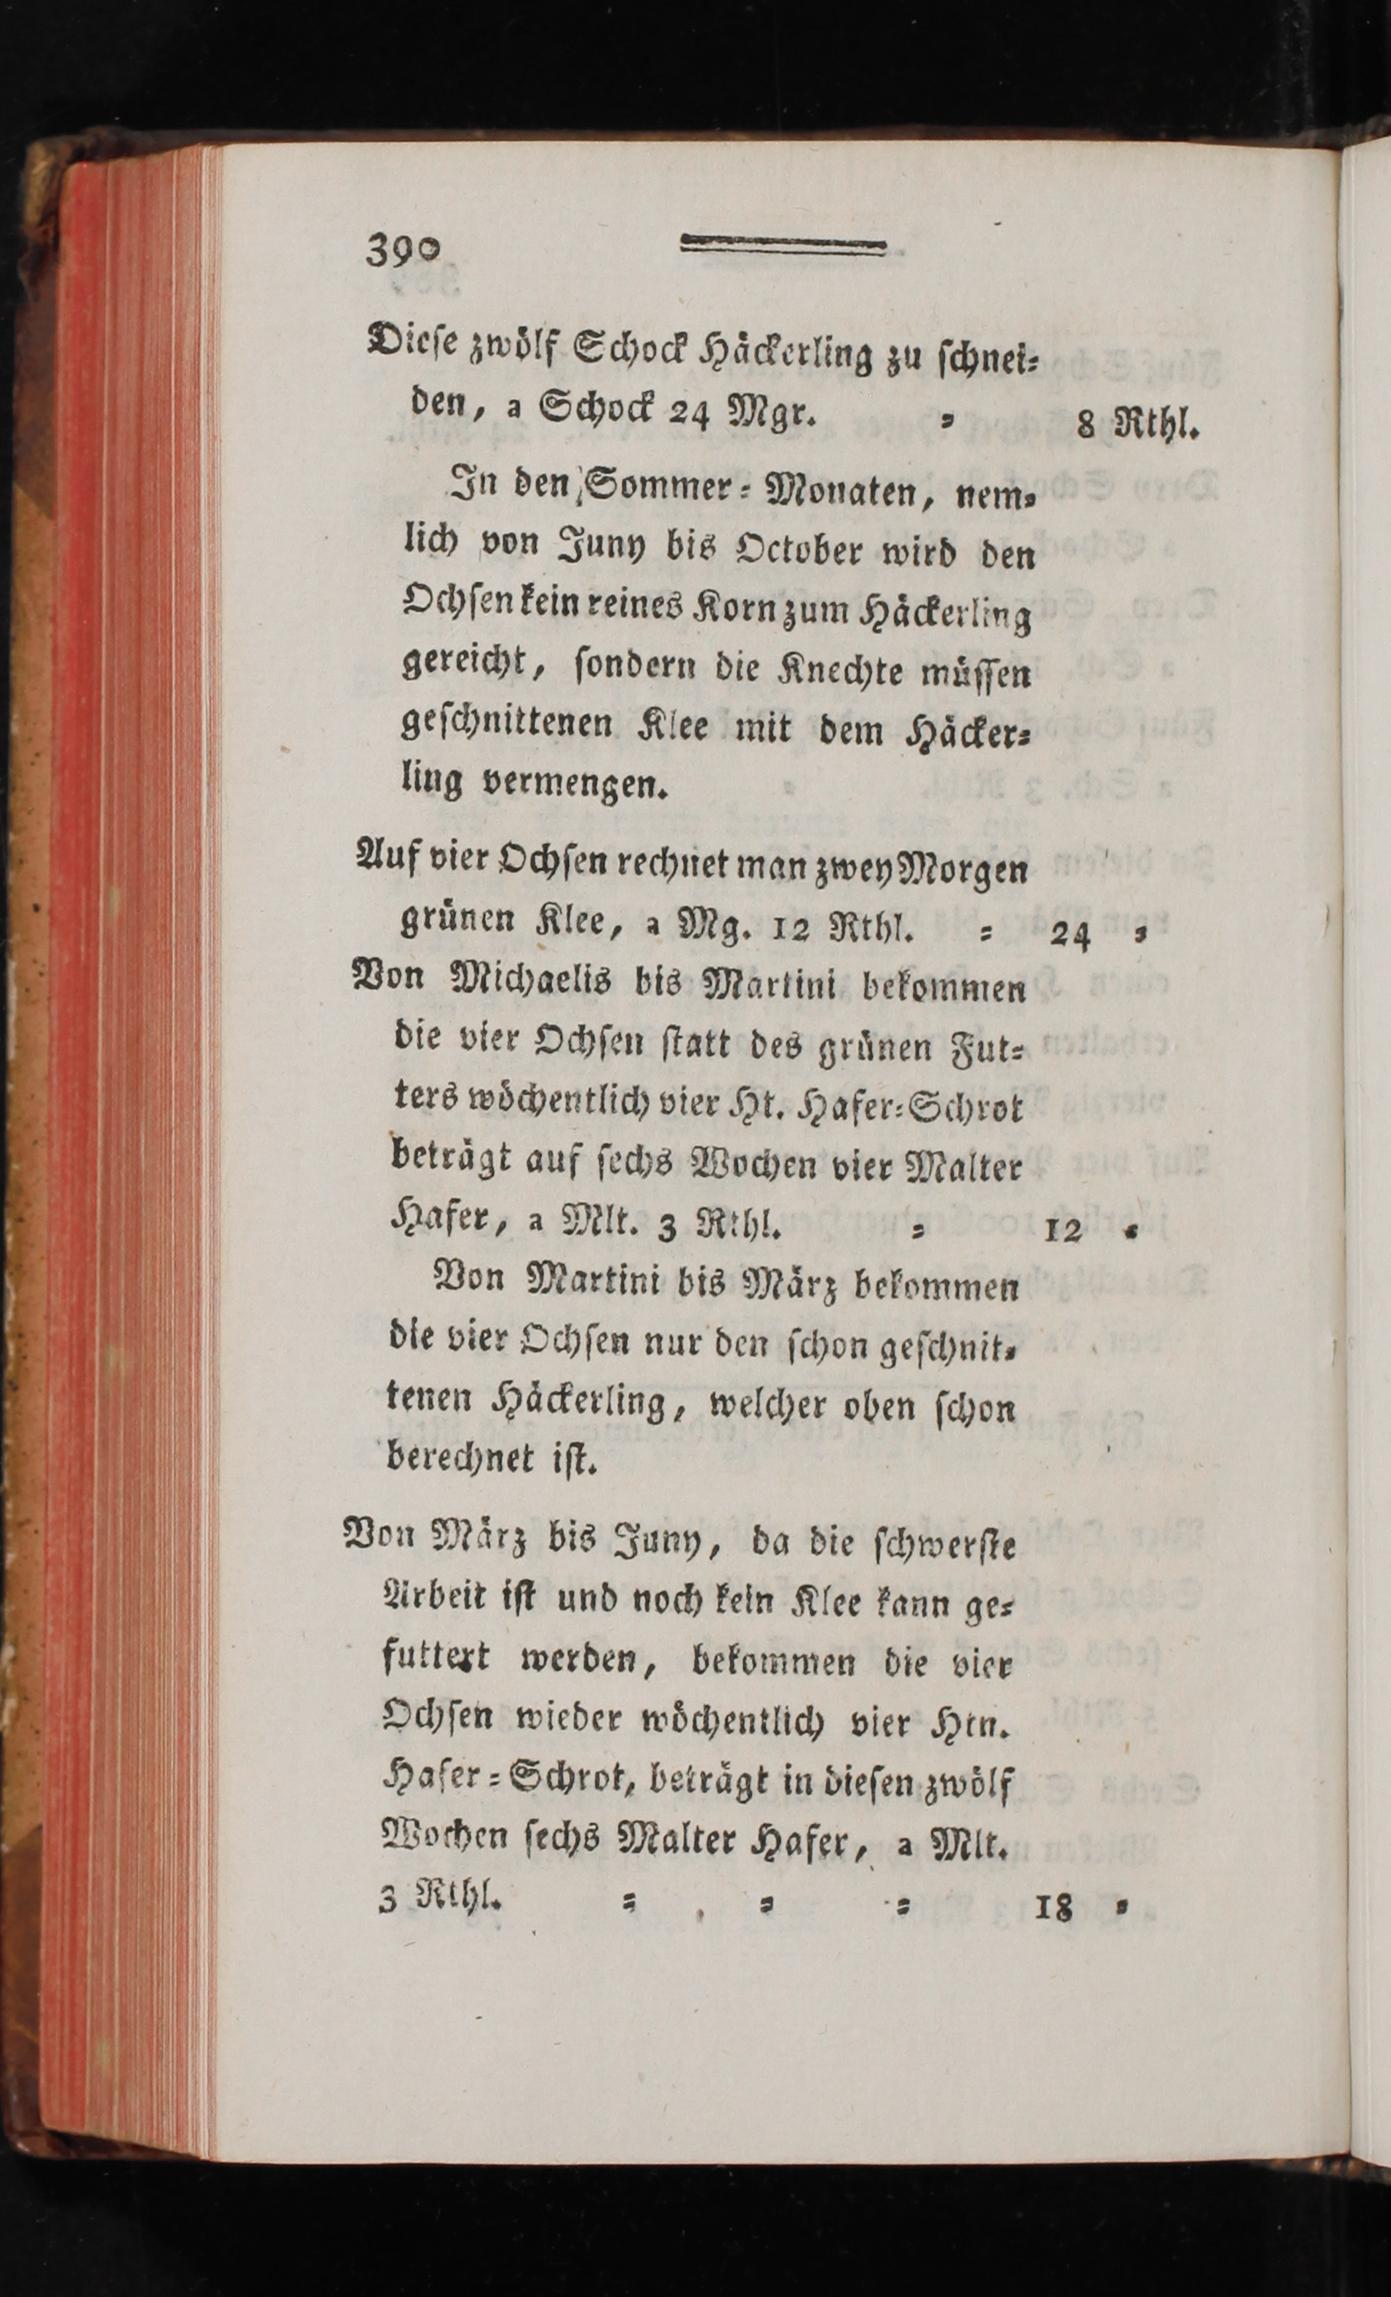 390
Dieſe zwölf Schock Häckerling zu ſchnei⸗
den, a Schock 24 Mgr. ⸗ 8 Rthl.
In den Sommer⸗Monaten, nem⸗
lich von Juny bis October wird den
Ochſen kein reines Korn zum Häckerling
gereicht, ſondern die Knechte müſſen
geſchnittenen Klee mit dem Häcker⸗
ling vermengen.
Auf vier Ochſen rechnet man zwey Morgen
grünen Klee, a Mg. 12 Rthl. ⸗ 24 ⸗
Von Michaelis bis Martini bekommen
die vier Ochſen ſtatt des grünen Fut⸗
ters wöchentlich vier Ht. Hafer⸗Schrot
beträgt auf ſechs Wochen vier Malter
Hafer, a Mlt. 3 Rthl. ⸗ 12 ⸗
Von Martini bis März bekommen
die vier Ochſen nur den ſchon geſchnit⸗
tenen Häckerling, welcher oben ſchon
berechnet iſt.
Von März bis Juny, da die ſchwerſte
Arbeit iſt und noch kein Klee kann ge⸗
futtert werden, bekommen die vier
Ochſen wieder wöchentlich vier Htn.
Hafer⸗Schrot, beträgt in dieſen zwölf
Wochen ſechs Malter Hafer, a Mlt.
3 Rthl. ⸗ ⸗ ⸗ 18 ⸗